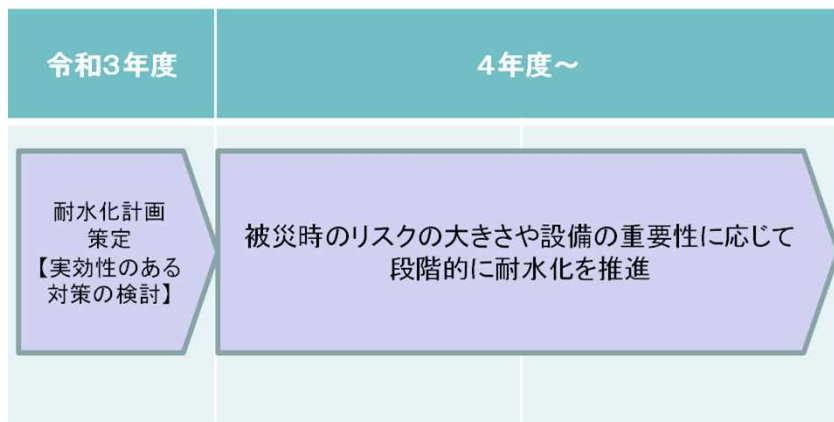 令和3年度
4年度～
耐水化計画
策定
【実効性のある
対策の検討】
被災時のリスクの大きさや設備の重要性に応じて
段階的に耐水化を推進